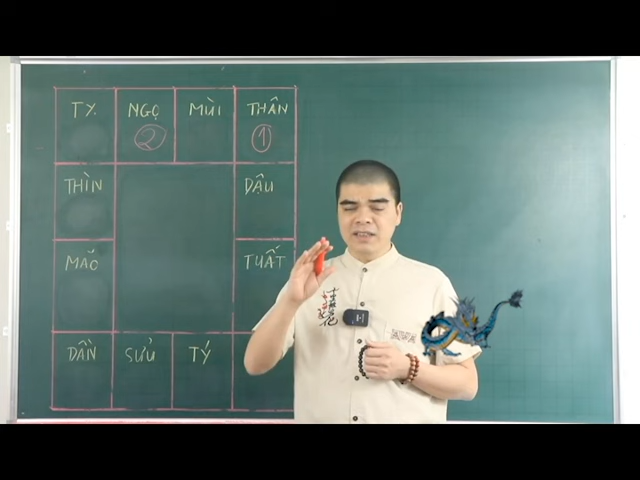 TỴ NGỌ MÙI THÂN
2 1
THÌN DẬU
MÃO TUẤT
DẦN SỬU TÝ